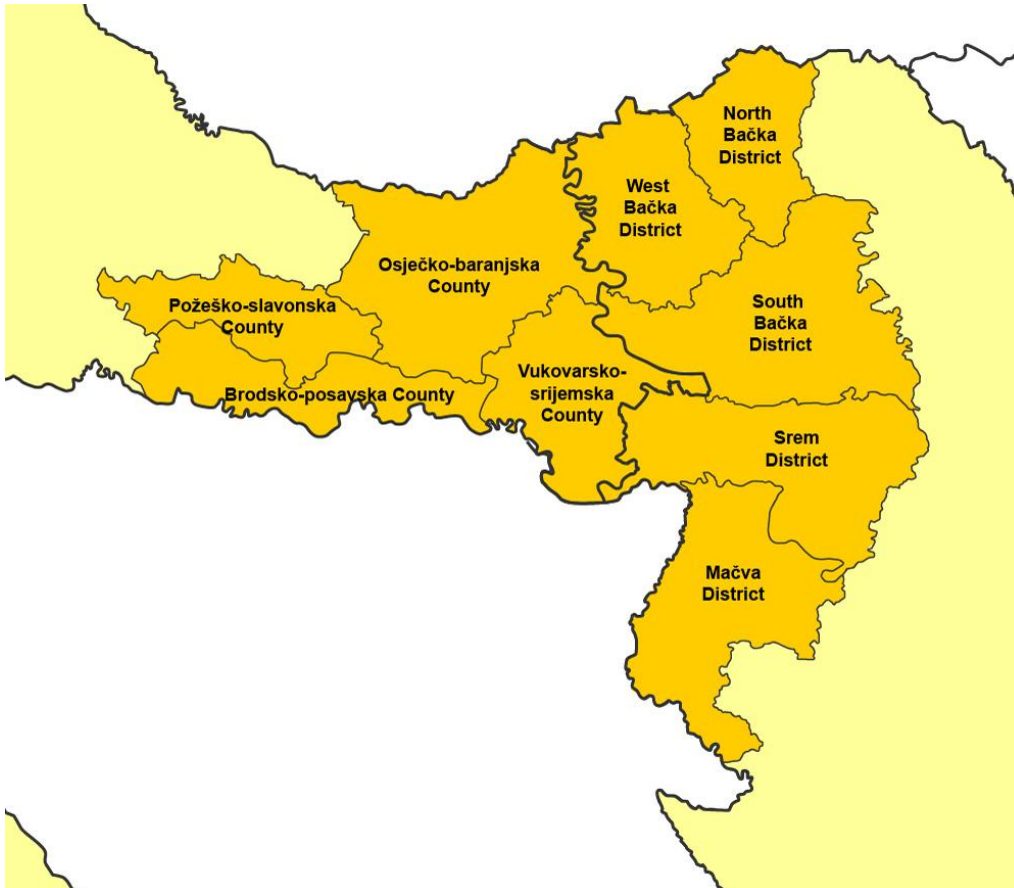 North
Bačka
District
West
Bačka
District
Osječko-baranjska
County
South
Bačka
District
Požeško-slavonska
County
Vukovarsko-
srijemska
County
Brodsko-posavska County
Srem
District
Mačva
District